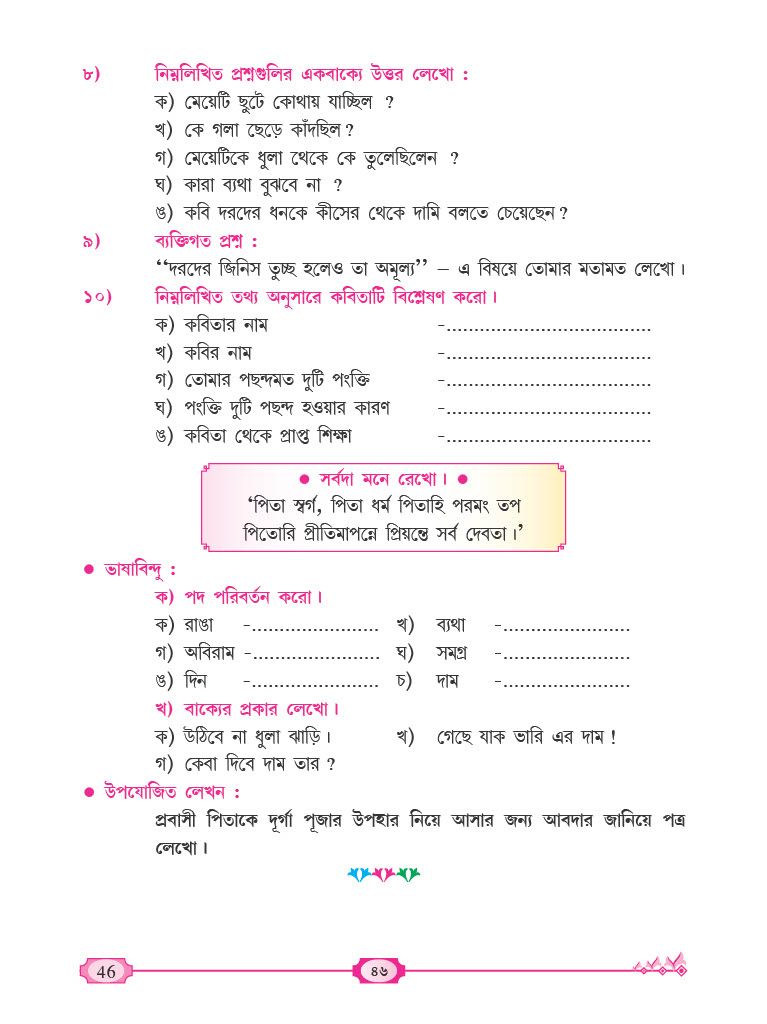 ৮) নিম্নলিখিত প্রশ্নগুলির একবাক্যে উত্তর লেখো :
ক) মেয়েটি ছুটে কোথায় যাচ্ছিল ?
খ) কে গলা ছেড়ে কাঁদছিল ?
গ) মেয়েটিকে ধুলা থেকে কে তুলেছিলেন ?
ঘ) কারা ব্যথা বুঝবে না ?
ঙ) কবি দরদের ধনকে কীসের থেকে দামি বলতে চেয়েছেন ?
৯) ব্যক্তিগত প্রশ্ন :
‘‘দরদের জিনিস তুচ্ছ হলেও তা অমূল্য’’ – এ বিষয়ে তোমার মতামত লেখো।
১০) নিম্নলিখিত তথ্য অনুসারে কবিতাটি বিশ্লেষণ করো।
ক) কবিতার নাম -.....................................
খ) কবির নাম -.....................................
গ) তোমার পছন্দমত দুটি পংক্তি -.....................................
ঘ) পংক্তি দুটি পছন্দ হওয়ার কারণ -.....................................
ঙ) কবিতা থেকে প্রাপ্ত শিক্ষা -.....................................
● সর্বদা মনে রেখো। ●
‘পিতা স্বর্গ, পিতা ধর্ম পিতাহি পরমং তপ
পিতোরি প্রীতিমাপন্নে প্রিয়ন্তে সর্ব দেবতা।’
● ভাষাবিন্দু :
ক) পদ পরিবর্তন করো।
ক) রাঙা -....................... খ) ব্যথা -.......................
গ) অবিরাম -....................... ঘ) সমগ্র -.......................
ঙ) দিন -....................... চ) দাম -.......................
খ) বাক্যের প্রকার লেখো।
ক) উঠিবে না ধুলা ঝাড়ি। খ) গেছে যাক ভারি এর দাম !
গ) কেবা দিবে দাম তার ?
● উপযোজিত লেখন :
প্রবাসী পিতাকে দূর্গা পূজার উপহার নিয়ে আসার জন্য আবদার জানিয়ে পত্র
লেখো।
46 ৪৬